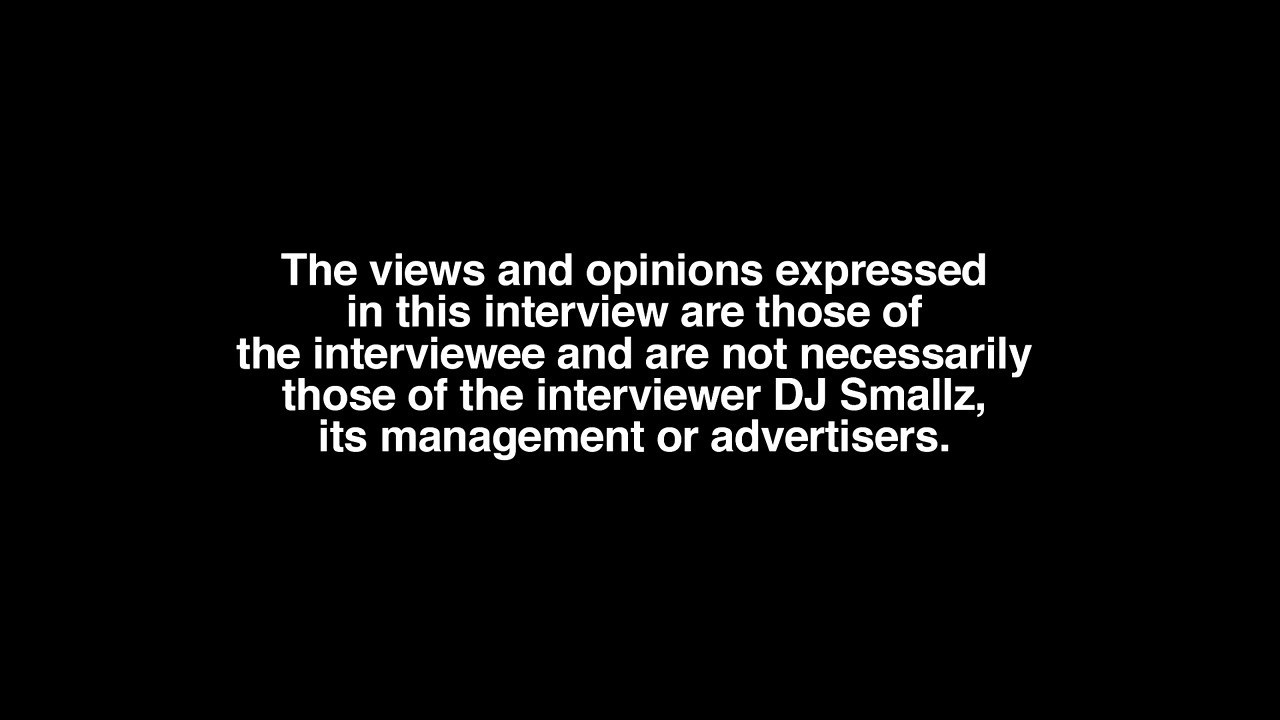 The views and opinions expressed
in this interview are those of
the interviewee and are not necessarily
those of the interviewer DJ Smallz,
its management or advertisers.